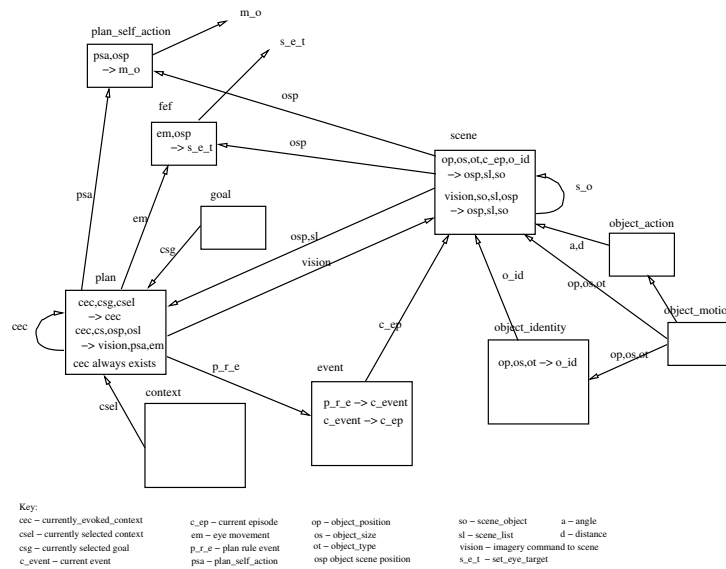 m_o
plan_self_action
s_e_t
psa,osp
–> m_o
osp
fef
scene
em,osp
–> s_e_t
osp
op,os,ot,c_ep,o_id
–> osp,sl,so
s_o
vision,so,sl,osp
–> osp,sl,so
psa
goal
em
object_action
osp,sl
csg
a,d
vision
plan
o_id
op,os,ot
cec,csg,csel
–> cec
cec,cs,osp,osl
–> vision,psa,em
cec always exists
cec
object_motion
c_ep
object_identity
op,os,ot –> o_id
op,os,ot
p_r_e
event
context
csel
p_r_e –> c_event
c_event –> c_ep
Key:
cec – currently_evoked_context
csel – currently selected context
csg – currently selected goal
c_event – current event
c_ep – current episode
em – eye movement
p_r_e – plan rule event
psa – plan_self_action
op – object_position
os – object_size
ot – object_type
osp object scene position
so – scene_object
sl – scene_list
vision – imagery command to scene
s_e_t – set_eye_target
a – angle
d – distance